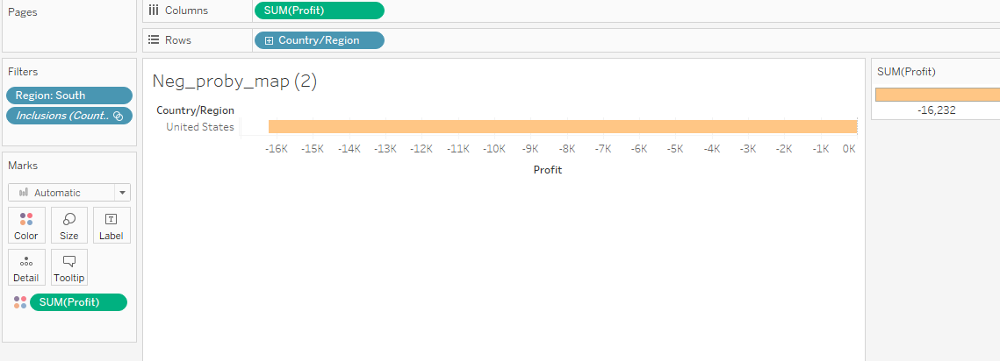 Pages
Columns
SUM(Profit)
Rows
Country/Region
Filters
Region: South
Inclusions (Count..
Marks
Automatic
Color
Size
Label
Detail
Tooltip
SUM(Profit)
Neg_proby_map (2)
Country/Region
United States
-16K -15K -14K -13K -12K -11K -10K -9K -8K -7K -6K -5K -4K -3K -2K -1K 0K
Profit
SUM(Profit)
-16,232